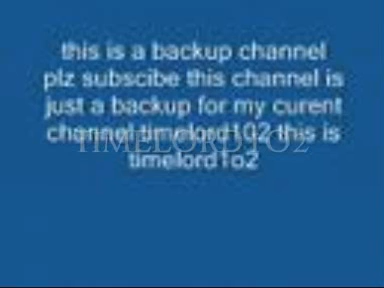 this is a backup channel
plz subscibe this channel is
just a backup for my curent
channel timelord102 this is
TIMELORD1O2
timelord1o2